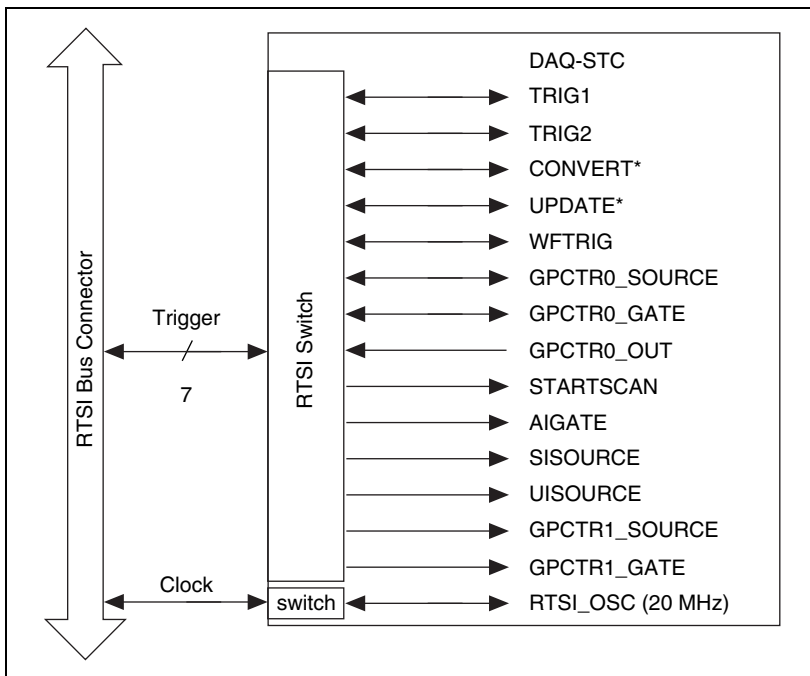 DAQ-STC
TRIG1
TRIG2
CONVERT*
UPDATE*
WFTRIG
GPCTR0_SOURCE
GPCTR0_GATE
GPCTR0_OUT
STARTSCAN
AIGATE
SISOURCE
UISOURCE
GPCTR1_SOURCE
GPCTR1_GATE
RTSI_OSC (20 MHz)
RTSI Bus Connector
Trigger
7
Clock
RTSI Switch
switch